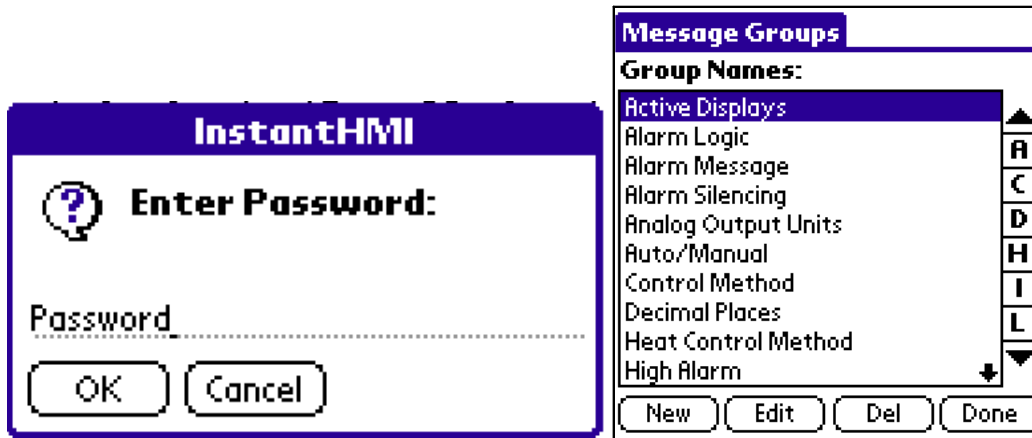 InstantHMI
Enter Password:
Password
OK Cancel
Message Groups
Group Names:
Active Displays
Alarm Logic
Alarm Message
Alarm Silencing
Analog Output Units
Auto/Manual
Control Method
Decimal Places
Heat Control Method
High Alarm
A
C
D
H
I
L
New Edit Del Done